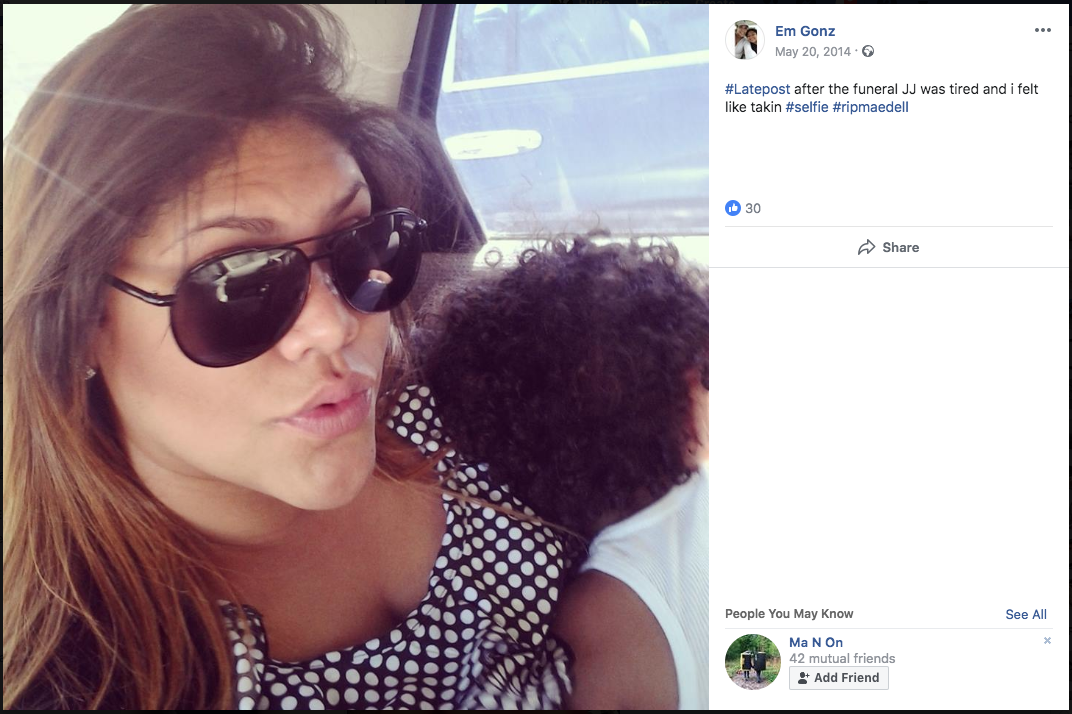 Em Gonz
May 20, 2014 ·
#Latepost after the funeral JJ was tired and i felt
like takin #selfie #ripmaedell
30
Share
People You May Know
See All
Ma N On
42 mutual friends
Add Friend